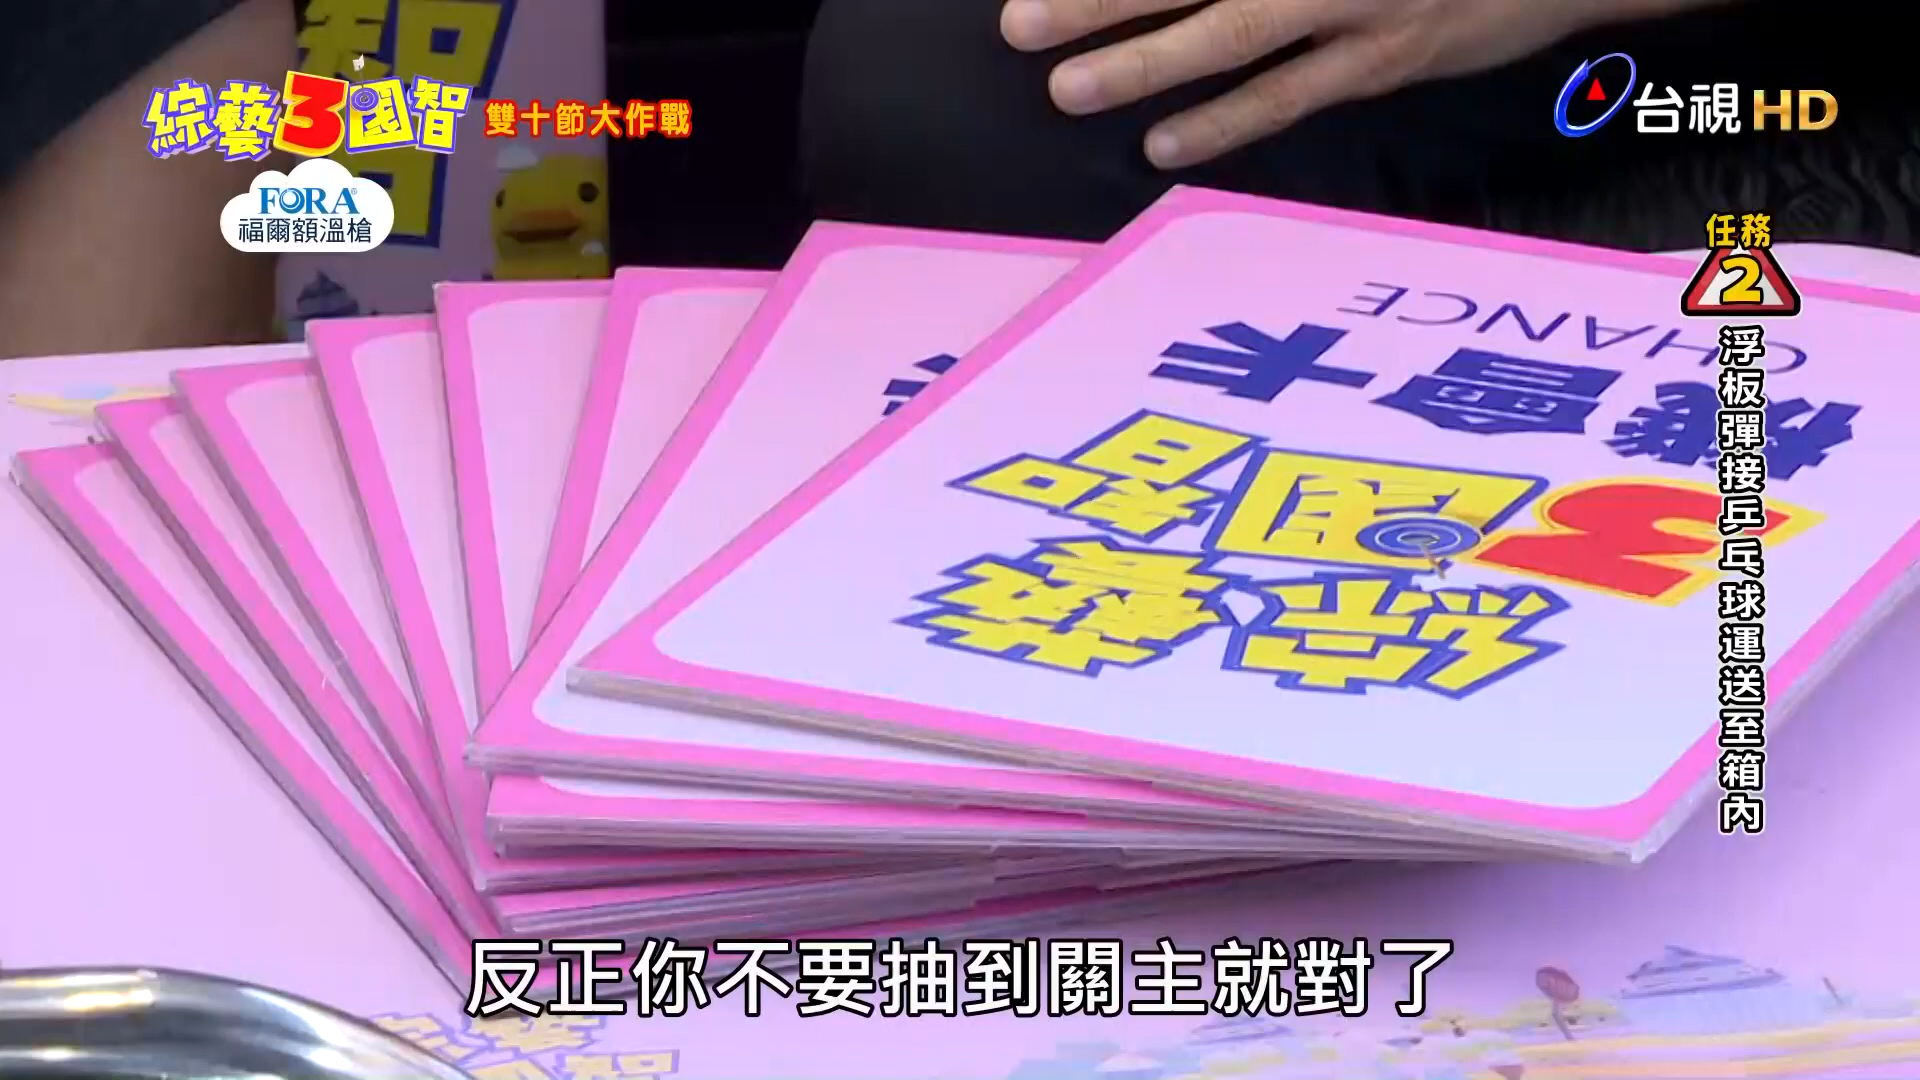 綜藝3國智 雙十節大作戰
FORA®
福爾額溫槍
台視HD
任務
2
浮板彈接乒乓球運送至箱內
CHANCE
機會卡
綜藝3國智
反正你不要抽到關主就對了